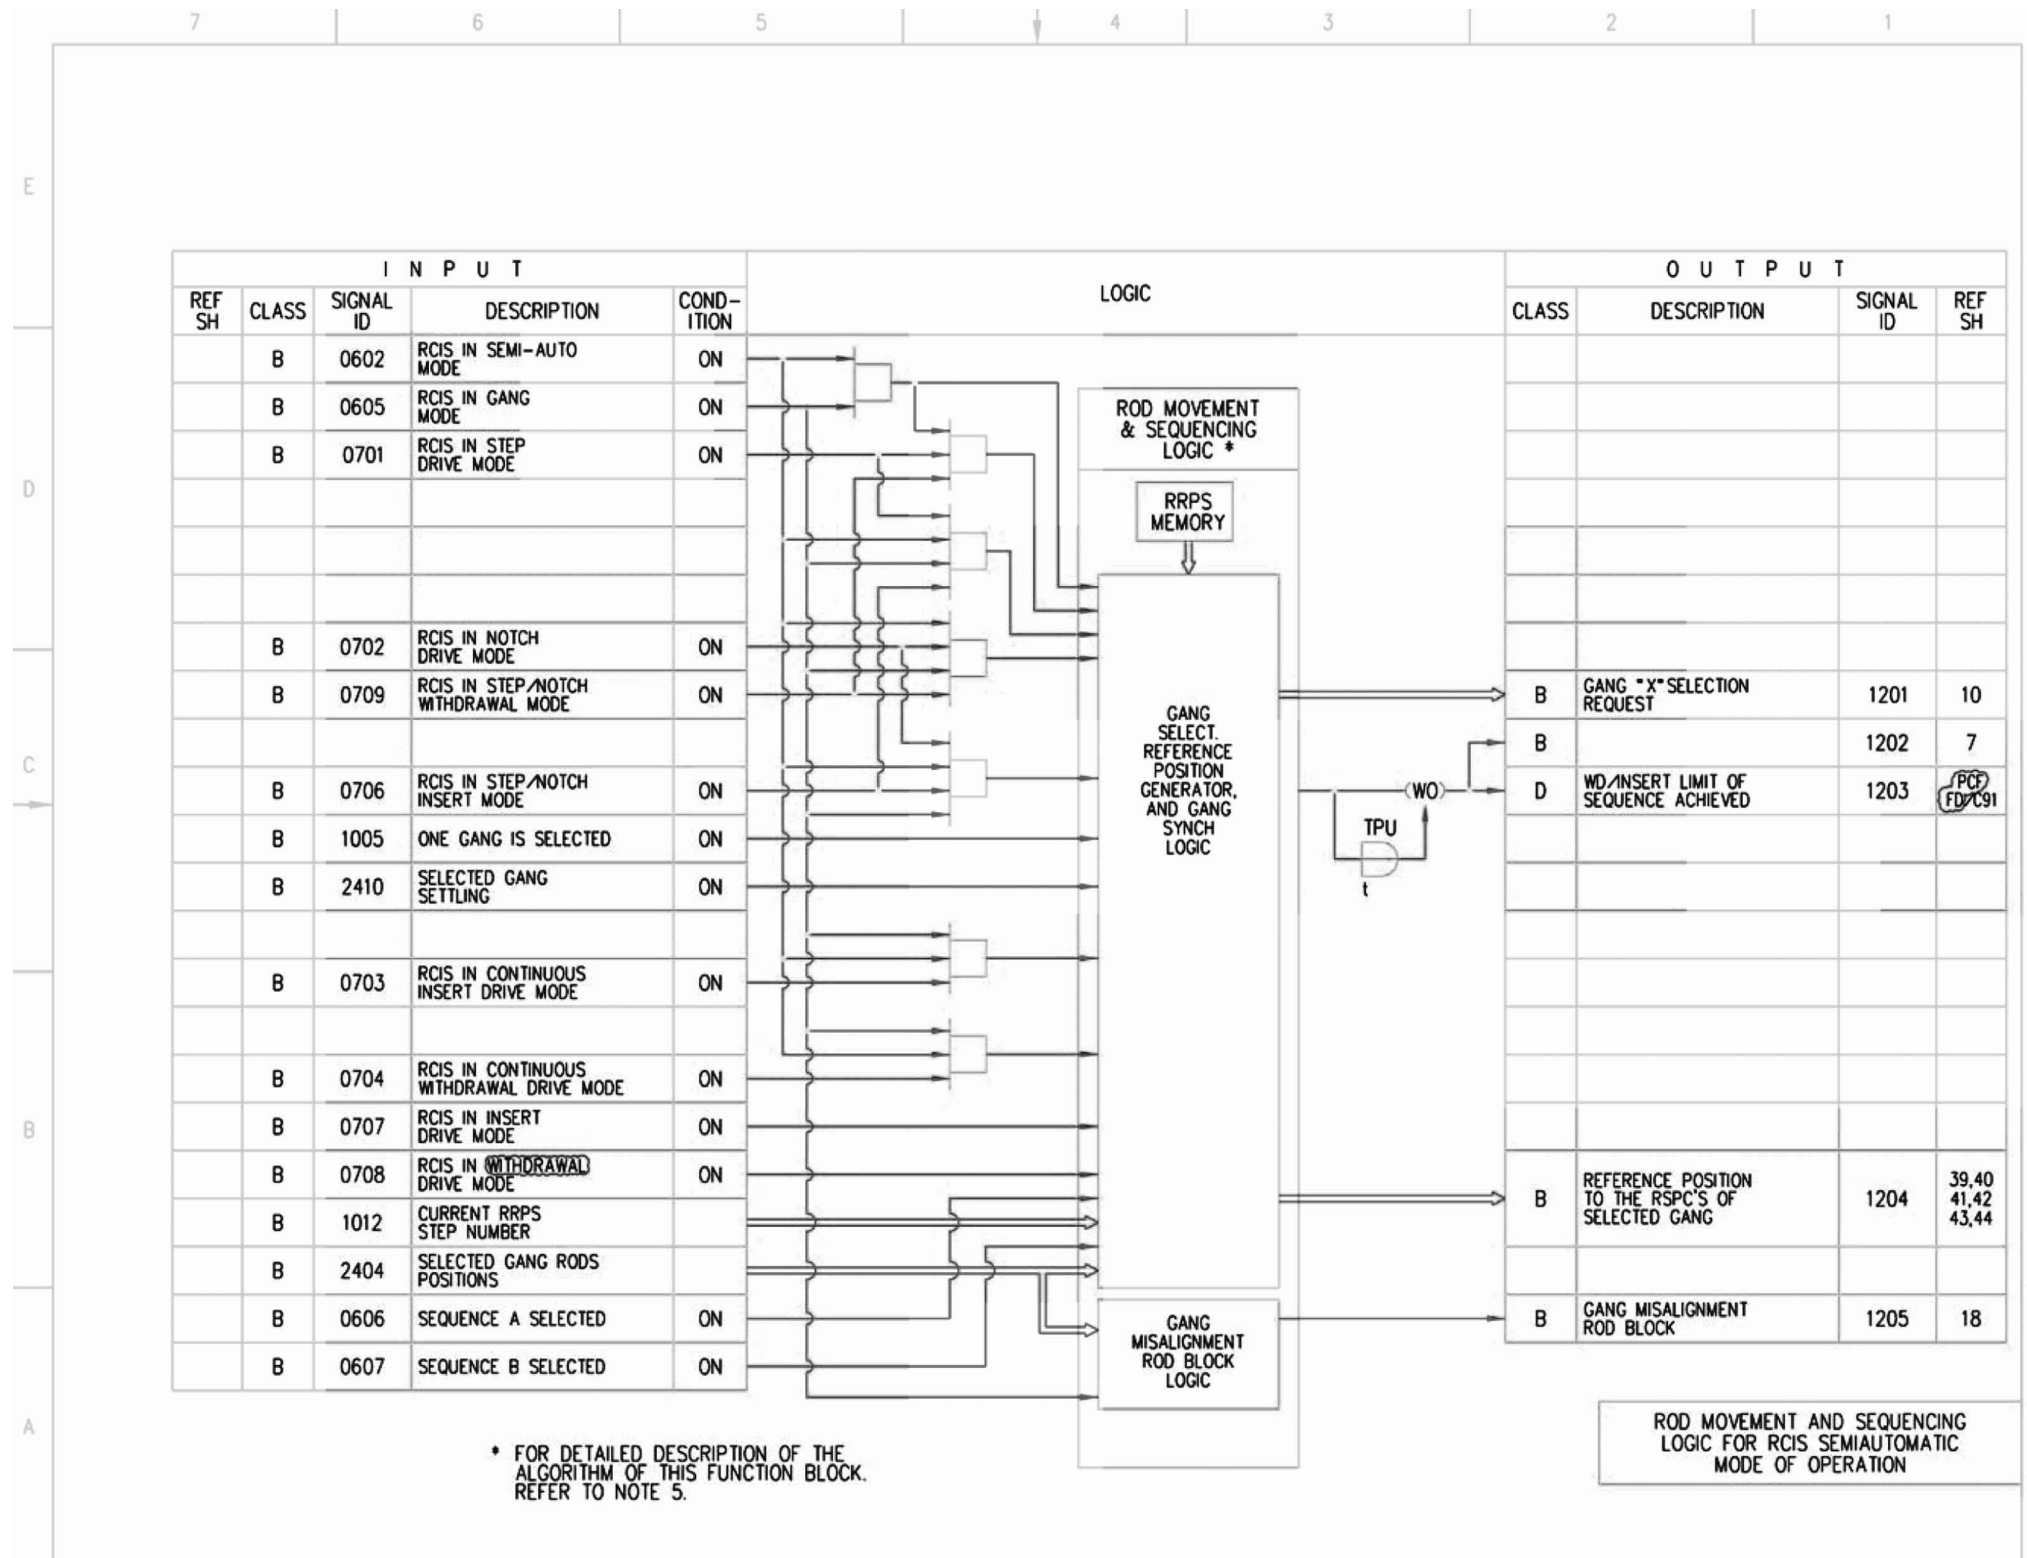 7 6 5 4 3 2 1
E
D
C
B
A
I N P U T
LOGIC
O U T P U T
REF SH
CLASS
SIGNAL ID
DESCRIPTION
COND-ITION
CLASS
DESCRIPTION
SIGNAL ID
REF SH
B 0602 RCIS IN SEMI-AUTO
MODE ON
B 0605 RCIS IN GANG
MODE ON
B 0701 RCIS IN STEP
DRIVE MODE ON
B 0702 RCIS IN NOTCH
DRIVE MODE ON
B 0709 RCIS IN STEP/NOTCH
WITHDRAWAL MODE ON
B 0706 RCIS IN STEP/NOTCH
INSERT MODE ON
B 1005 ONE GANG IS SELECTED ON
B 2410 SELECTED GANG
SETTLING ON
B 0703 RCIS IN CONTINUOUS
INSERT DRIVE MODE ON
B 0704 RCIS IN CONTINUOUS
WITHDRAWAL DRIVE MODE ON
B 0707 RCIS IN INSERT
DRIVE MODE ON
B 0708 RCIS IN WITHDRAWAL
DRIVE MODE ON
B 1012 CURRENT RRPS
STEP NUMBER
B 2404 SELECTED GANG RODS
POSITIONS
B 0606 SEQUENCE A SELECTED ON
B 0607 SEQUENCE B SELECTED ON
ROD MOVEMENT
& SEQUENCING
LOGIC *
RRPS
MEMORY
GANG
SELECT.
REFERENCE
POSITION
GENERATOR,
AND GANG
SYNCH
LOGIC
GANG
MISALIGNMENT
ROD BLOCK
LOGIC
(WO)
TPU
t
B GANG "X" SELECTION
REQUEST 1201 10
B 1202 7
D WD/INSERT LIMIT OF
SEQUENCE ACHIEVED 1203 PCF
FD/C91
B REFERENCE POSITION
TO THE RSPC'S OF
SELECTED GANG 1204 39,40
41,42
43,44
B GANG MISALIGNMENT
ROD BLOCK 1205 18
* FOR DETAILED DESCRIPTION OF THE
ALGORITHM OF THIS FUNCTION BLOCK.
REFER TO NOTE 5.
ROD MOVEMENT AND SEQUENCING
LOGIC FOR RCIS SEMIAUTOMATIC
MODE OF OPERATION